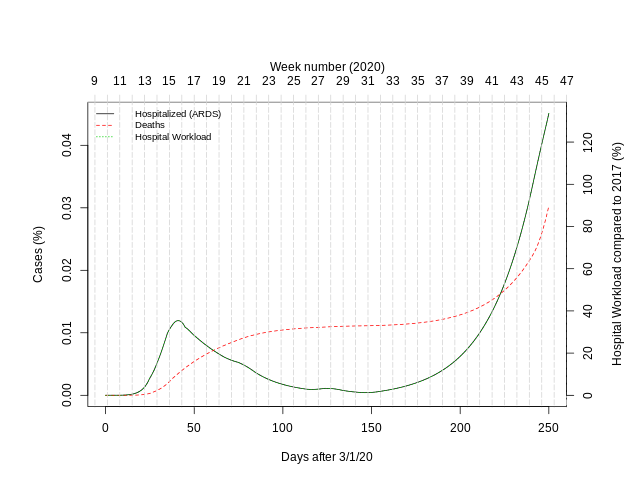 Week number (2020)
9 11 13 15 17 19 21 23 25 27 29 31 33 35 37 39 41 43 45 47
Hospitalized (ARDS)
Deaths
Hospital Workload
0.04
0.03
0.02
0.01
0.00
Cases (%)
120
100
80
60
40
20
0
Hospital Workload compared to 2017 (%)
0 50 100 150 200 250
Days after 3/1/20